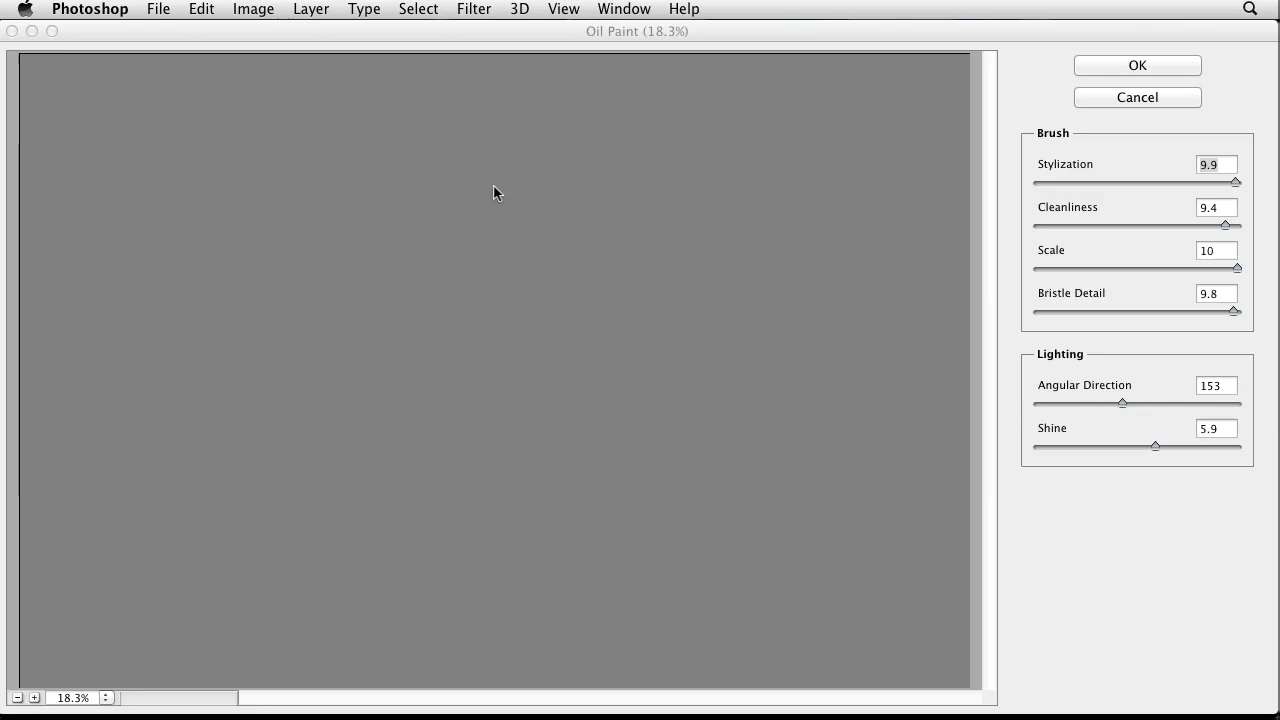 Photoshop File Edit Image Layer Type Select Filter 3D View Window Help
Oil Paint (18.3%)
OK
Cancel
Brush
Stylization 9.9
Cleanliness 9.4
Scale 10
Bristle Detail 9.8
Lighting
Angular Direction 153
Shine 5.9
18.3%